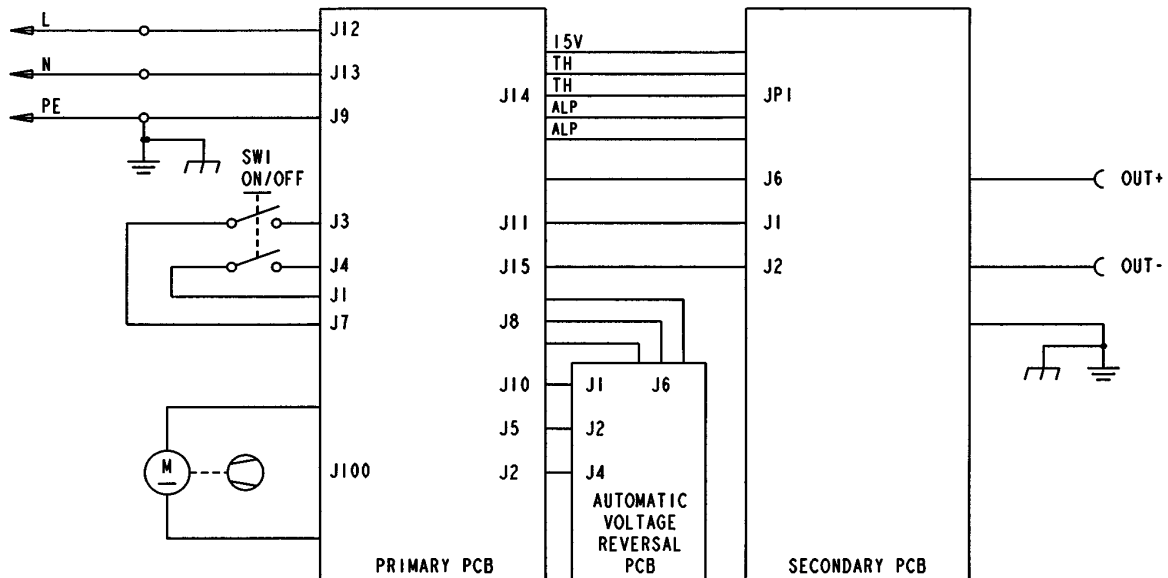 L
J12
N
J13
PE
J9
SW1
ON/OFF
J3
J4
J1
J7
J100
M
PRIMARY PCB
J14
J11
J15
J8
J10
J5
J2
15V
TH
TH
ALP
ALP
J1
J6
J2
J4
AUTOMATIC
VOLTAGE
REVERSAL
PCB
JP1
J6
J1
J2
SECONDARY PCB
OUT+
OUT-